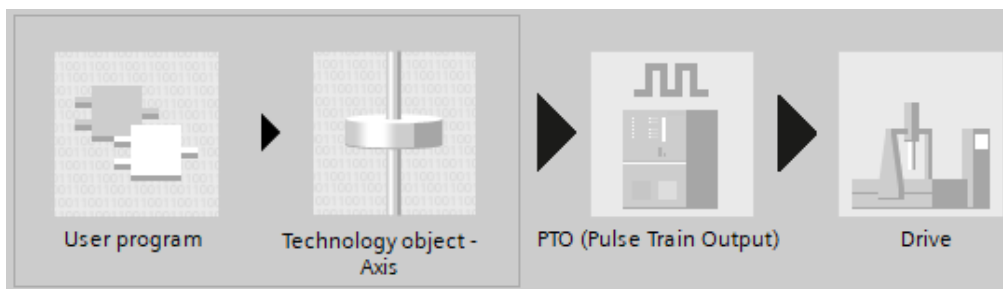 User program
Technology object -
Axis
PTO (Pulse Train Output)
Drive